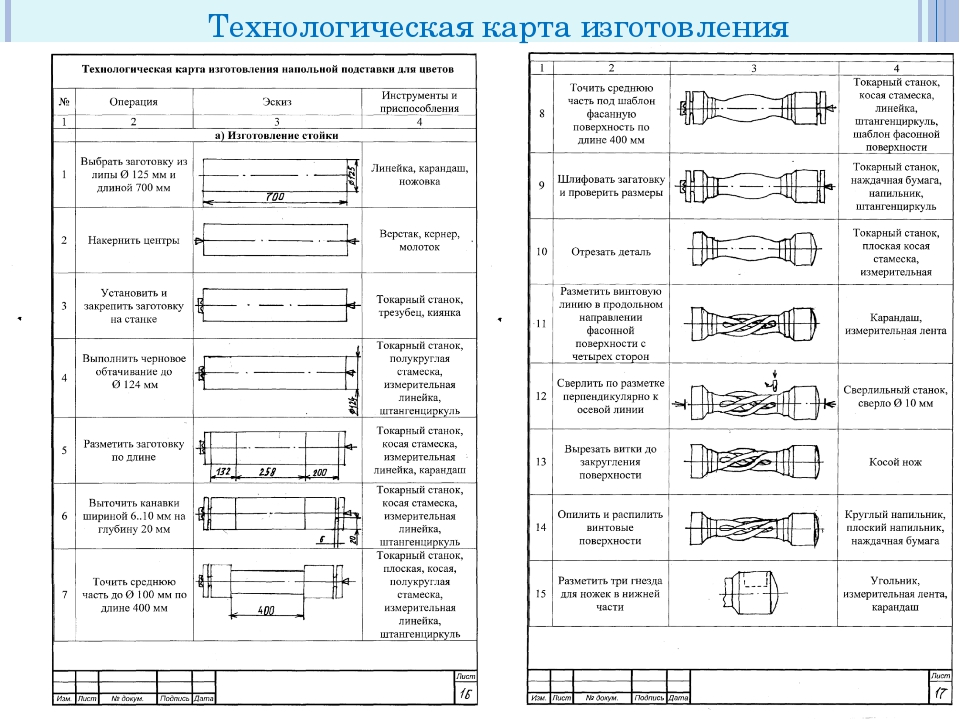 Технологическая карта изготовления
Технологическая карта изготовления напольной подставки для цветов
№ Операция Эскиз Инструменты и
приспособления
1 2 3 4
а) Изготовление стойки
1
Выбрать заготовку из
липы Ø 125 мм и
длиной 700 мм
Ø125
700
Линейка, карандаш,
ножовка
2
Накернить центры
Верстак, кернер,
молоток
3
Установить и
закрепить заготовку
на станке
Токарный станок,
трезубец, киянка
4
Выполнить черновое
обтачивание до
Ø 124 мм
Ø124
Токарный станок,
полукруглая
стамеска,
измерительная
линейка,
штангенциркуль
5
Разметить заготовку
по длине
132 258 200
Токарный станок,
косая стамеска,
измерительная
линейка, карандаш
6
Выточить канавки
шириной 6..10 мм на
глубину 20 мм
6
20
Токарный станок,
косая стамеска,
измерительная
линейка,
штангенциркуль
7
Точить среднюю
часть до Ø 100 мм по
длине 400 мм
400
Токарный станок,
плоская, косая,
полукруглая
стамеска,
измерительная
линейка,
штангенциркуль
Изм. Лист № докум. Подпись Дата
Лист
16
1 2 3 4
8
Точить среднюю
часть под шаблон
фасанную
поверхность по
длине 400 мм
Токарный станок,
косая стамеска,
линейка,
штангенциркуль,
шаблон фасонной
поверхности
9
Шлифовать загатовку
и проверить размеры
Токарный станок,
наждачная бумага,
напильник,
штангенциркуль
10
Отрезать деталь
Токарный станок,
плоская косая
стамеска,
измерительная
11
Разметить винтовую
линию в продольном
направлении
фасонной
поверхности с
четырех сторон
Карандаш,
измерительная лента
12
Сверлить по разметке
перпендикулярно к
осевой линии
Сверлильный станок,
сверло Ø 10 мм
13
Вырезать витки до
закругления
поверхности
Косой нож
14
Опилить и распилить
винтовые
поверхности
Круглый напильник,
плоский напильник,
наждачная бумага
15
Разметить три гнезда
для ножек в нижней
части
Угольник,
измерительная лента,
карандаш
Изм. Лист № докум. Подпись Дата
Лист
17